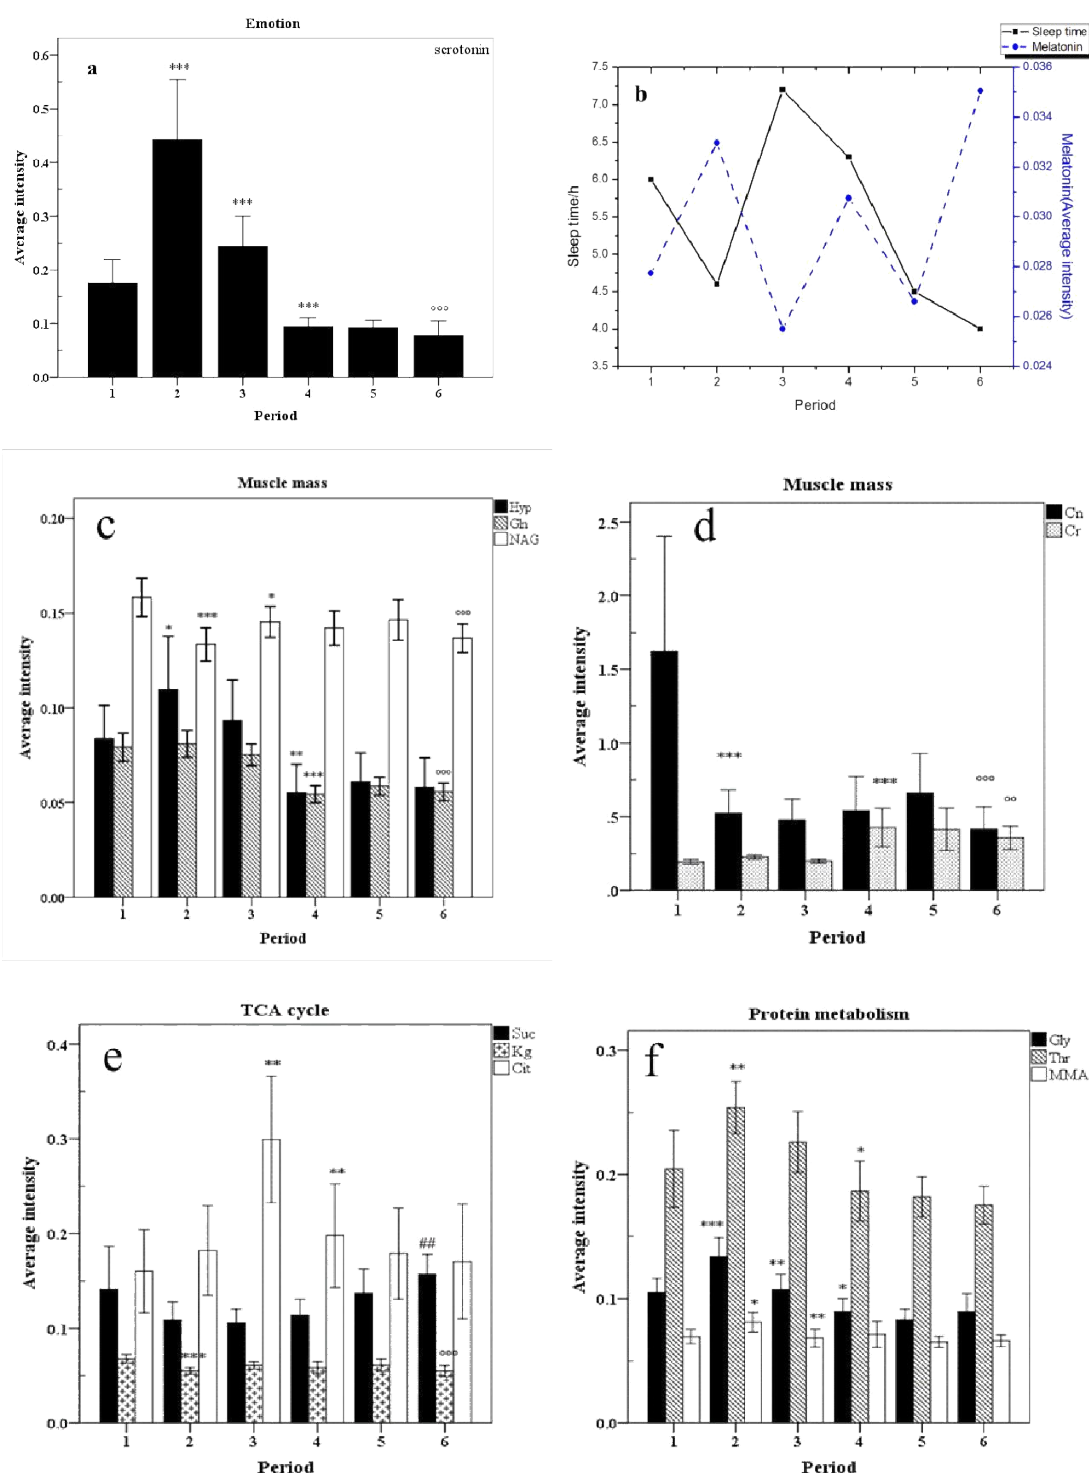 Emotion
scrotonin
a
0.6
0.5
0.4
0.3
0.2
0.1
0.0
Average intensity
***
***
***
°°°
1 2 3 4 5 6
Period
Sleep time
Melatonin
b
7.5
7.0
6.5
6.0
5.5
5.0
4.5
4.0
3.5
Sleep time/h
0.036
0.034
0.032
0.030
0.028
0.026
0.024
Melatonin(Average intensity)
1 2 3 4 5 6
Period
Muscle mass
c
Hyp
Gln
NAG
0.20
0.15
0.10
0.05
0.00
Average intensity
* *** * ** *** °°° °°°
1 2 3 4 5 6
Period
Muscle mass
d
Cn
Cr
2.5
2.0
1.5
1.0
.5
.0
Average intensity
*** *** °°° °°
1 2 3 4 5 6
Period
TCA cycle
e
Suc
Kg
Cit
0.4
0.3
0.2
0.1
0.0
Average intensity
*** ** ** ## °°°
1 2 3 4 5 6
Period
Protein metabolism
f
Gly
Thr
MMA
0.3
0.2
0.1
0.0
Average intensity
*** ** * ** ** * *
1 2 3 4 5 6
Period